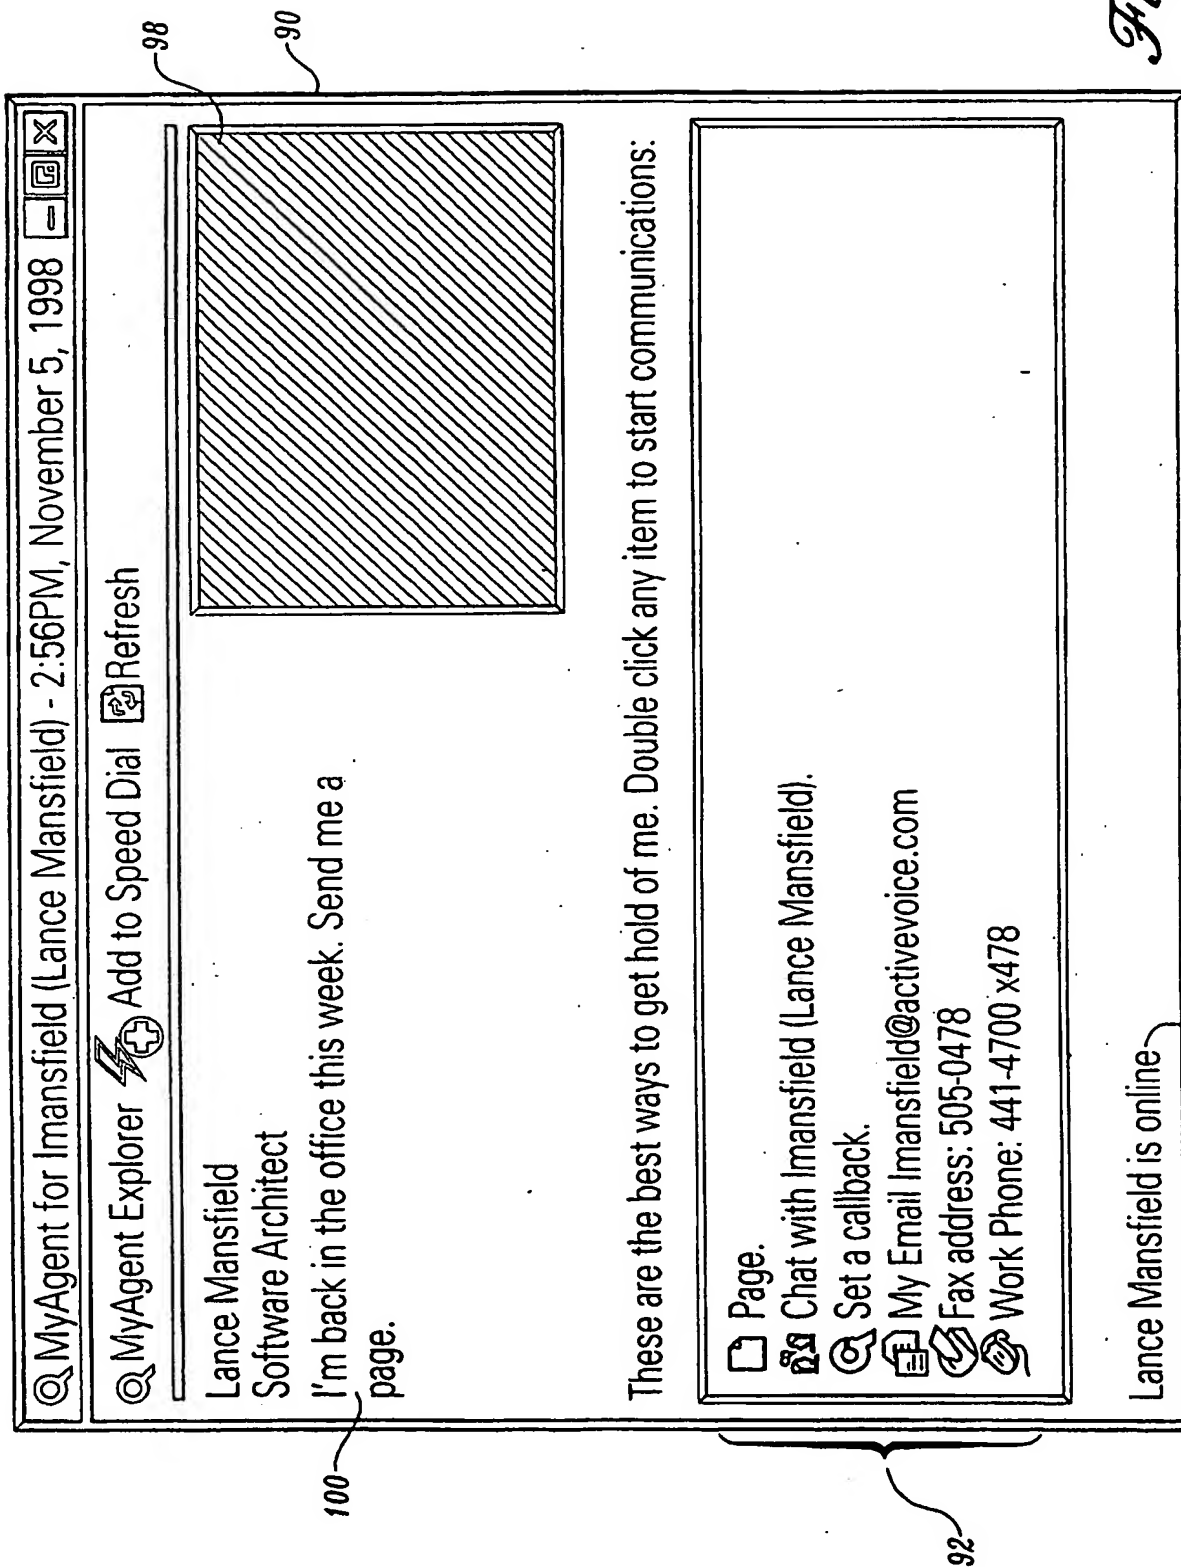 MyAgent for lmansfield (Lance Mansfield) - 2:56PM, November 5, 1998
MyAgent Explorer Add to Speed Dial Refresh
98
90
Lance Mansfield
Software Architect
I'm back in the office this week. Send me a
page.
100
These are the best ways to get hold of me. Double click any item to start communications:
Page.
Chat with lmansfield (Lance Mansfield).
Set a callback.
My Email lmansfield@activevoice.com
Fax address: 505-0478
Work Phone: 441-4700 x478
92
Lance Mansfield is online